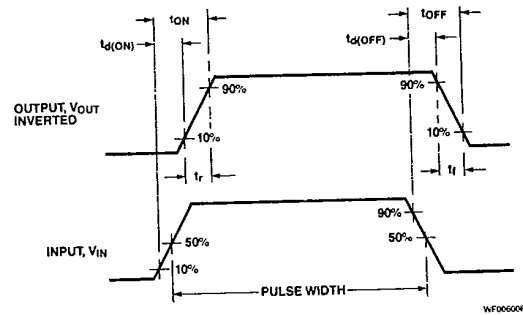 tON
tOFF
td(ON)
td(OFF)
OUTPUT, VOUT
INVERTED
90%
90%
10%
10%
tr
tf
INPUT, VIN
90%
50%
50%
10%
PULSE WIDTH
WF006006